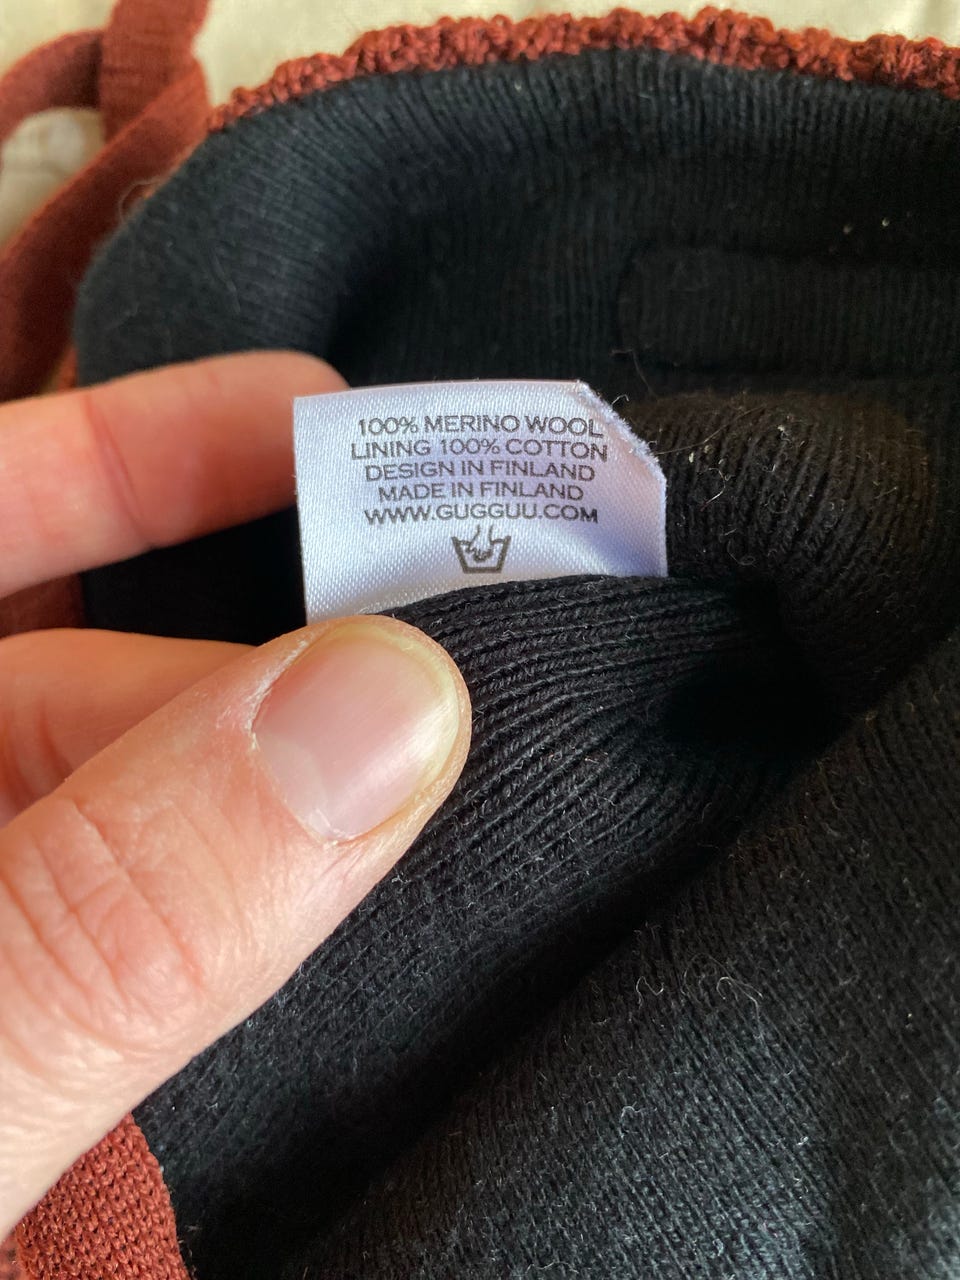 100% MERINO WOOL
LINING 100% COTTON
DESIGN IN FINLAND
MADE IN FINLAND
WWW.GUGGUU.COM